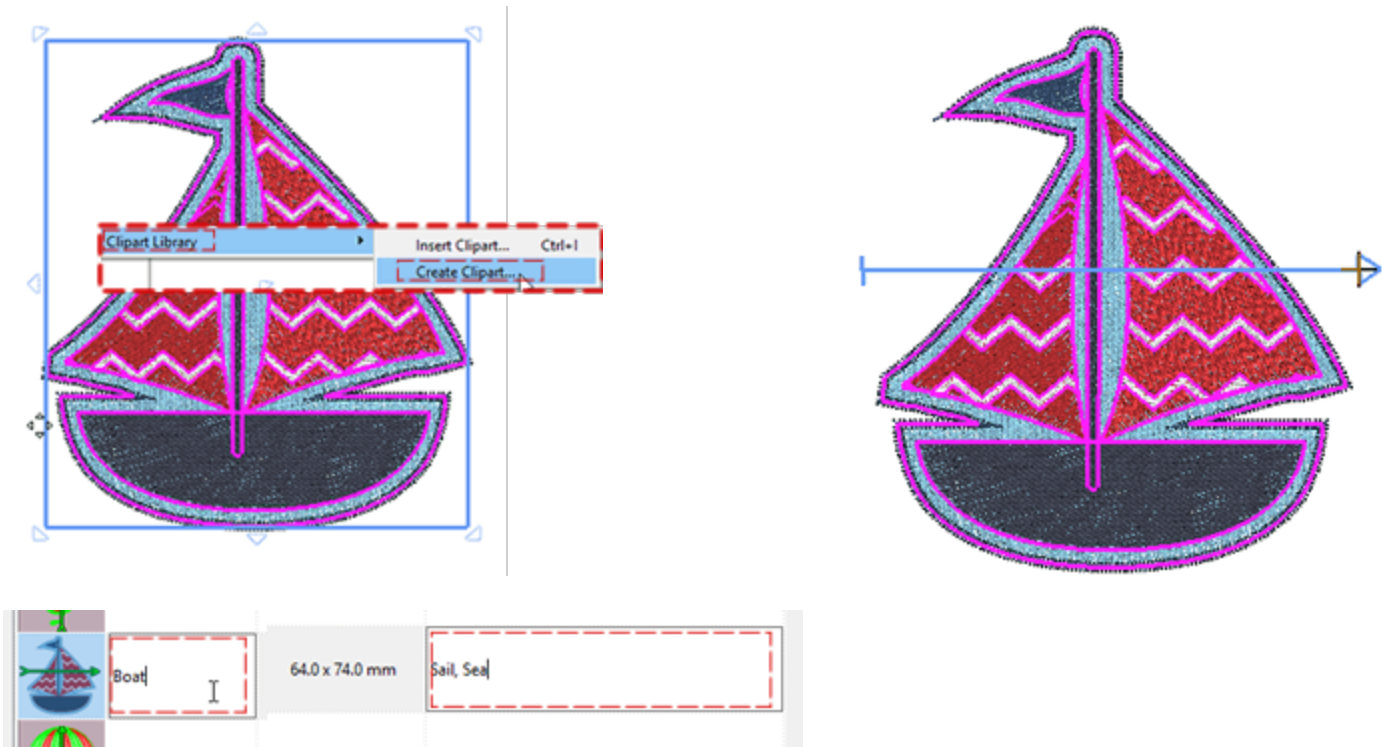 Clipart Library
Insert Clipart... Ctrl+I
Create Clipart...
Boat
64.0 x 74.0 mm
Sail, Sea